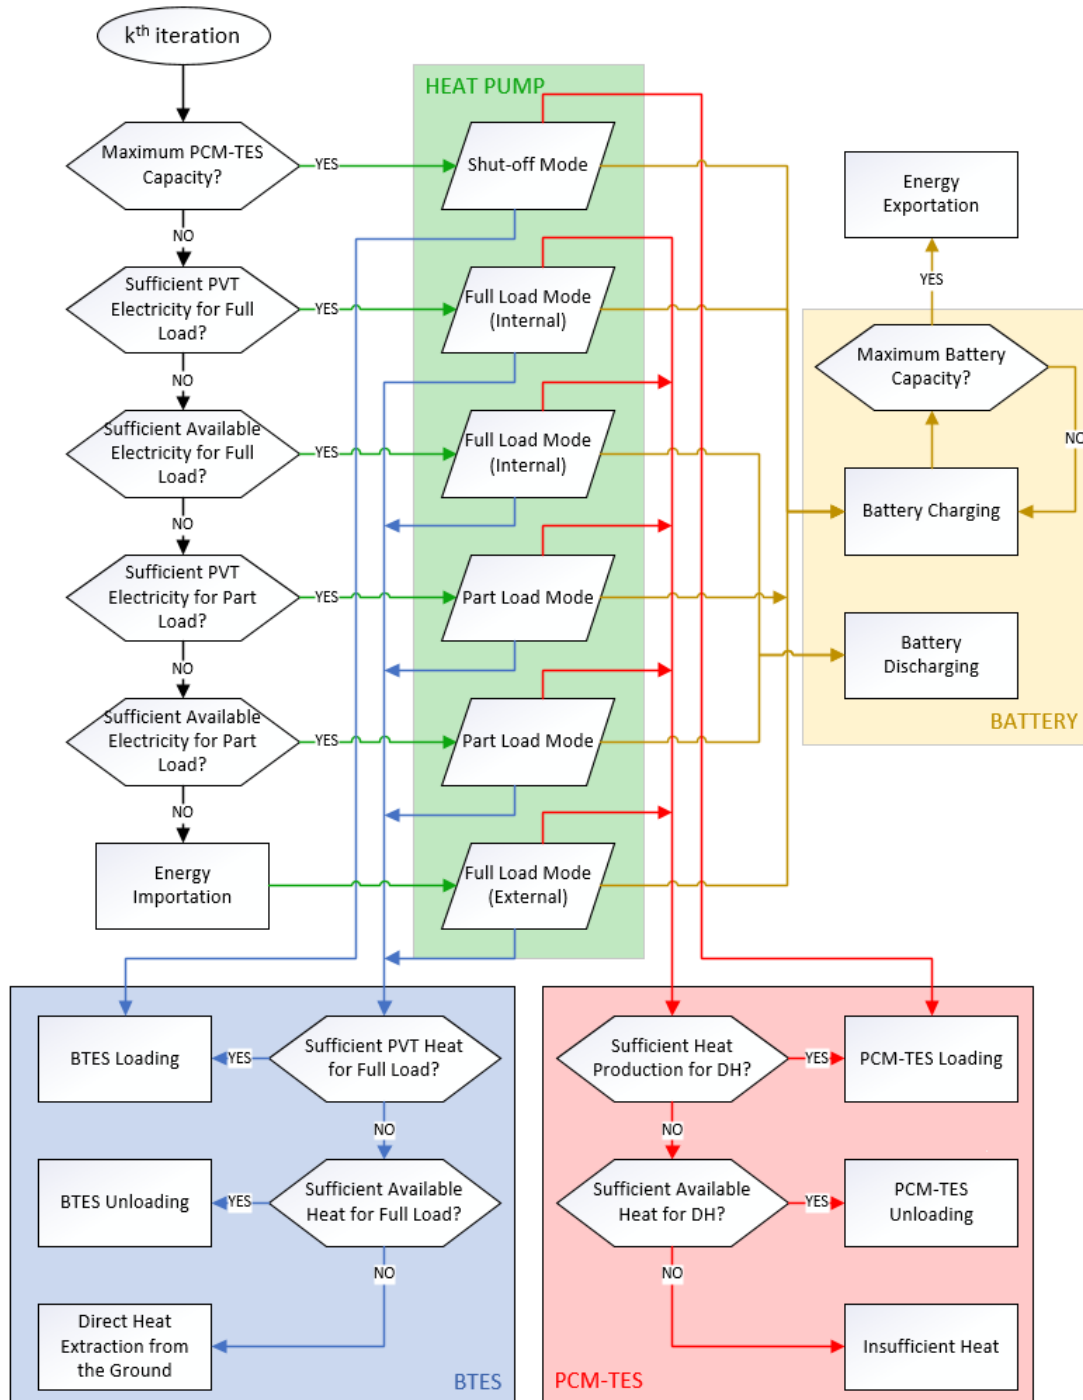 kth iteration
HEAT PUMP
Maximum PCM-TES
Capacity?
YES
Shut-off Mode
Energy
Exportation
NO
YES
Sufficient PVT
Electricity for Full
Load?
YES
Full Load Mode
(Internal)
Maximum Battery
Capacity?
NO
NO
Sufficient Available
Electricity for Full
Load?
YES
Full Load Mode
(Internal)
Battery Charging
NO
Sufficient PVT
Electricity for Part
Load?
YES
Part Load Mode
Battery
Discharging
NO
Sufficient Available
Electricity for Part
Load?
YES
Part Load Mode
BATTERY
NO
Energy
Importation
Full Load Mode
(External)
BTES Loading
YES
Sufficient PVT Heat
for Full Load?
Sufficient Heat
Production for DH?
YES
PCM-TES Loading
NO
NO
BTES Unloading
YES
Sufficient Available
Heat for Full Load?
Sufficient Available
Heat for DH?
YES
PCM-TES
Unloading
NO
NO
Direct Heat
Extraction from
the Ground
Insufficient Heat
BTES
PCM-TES